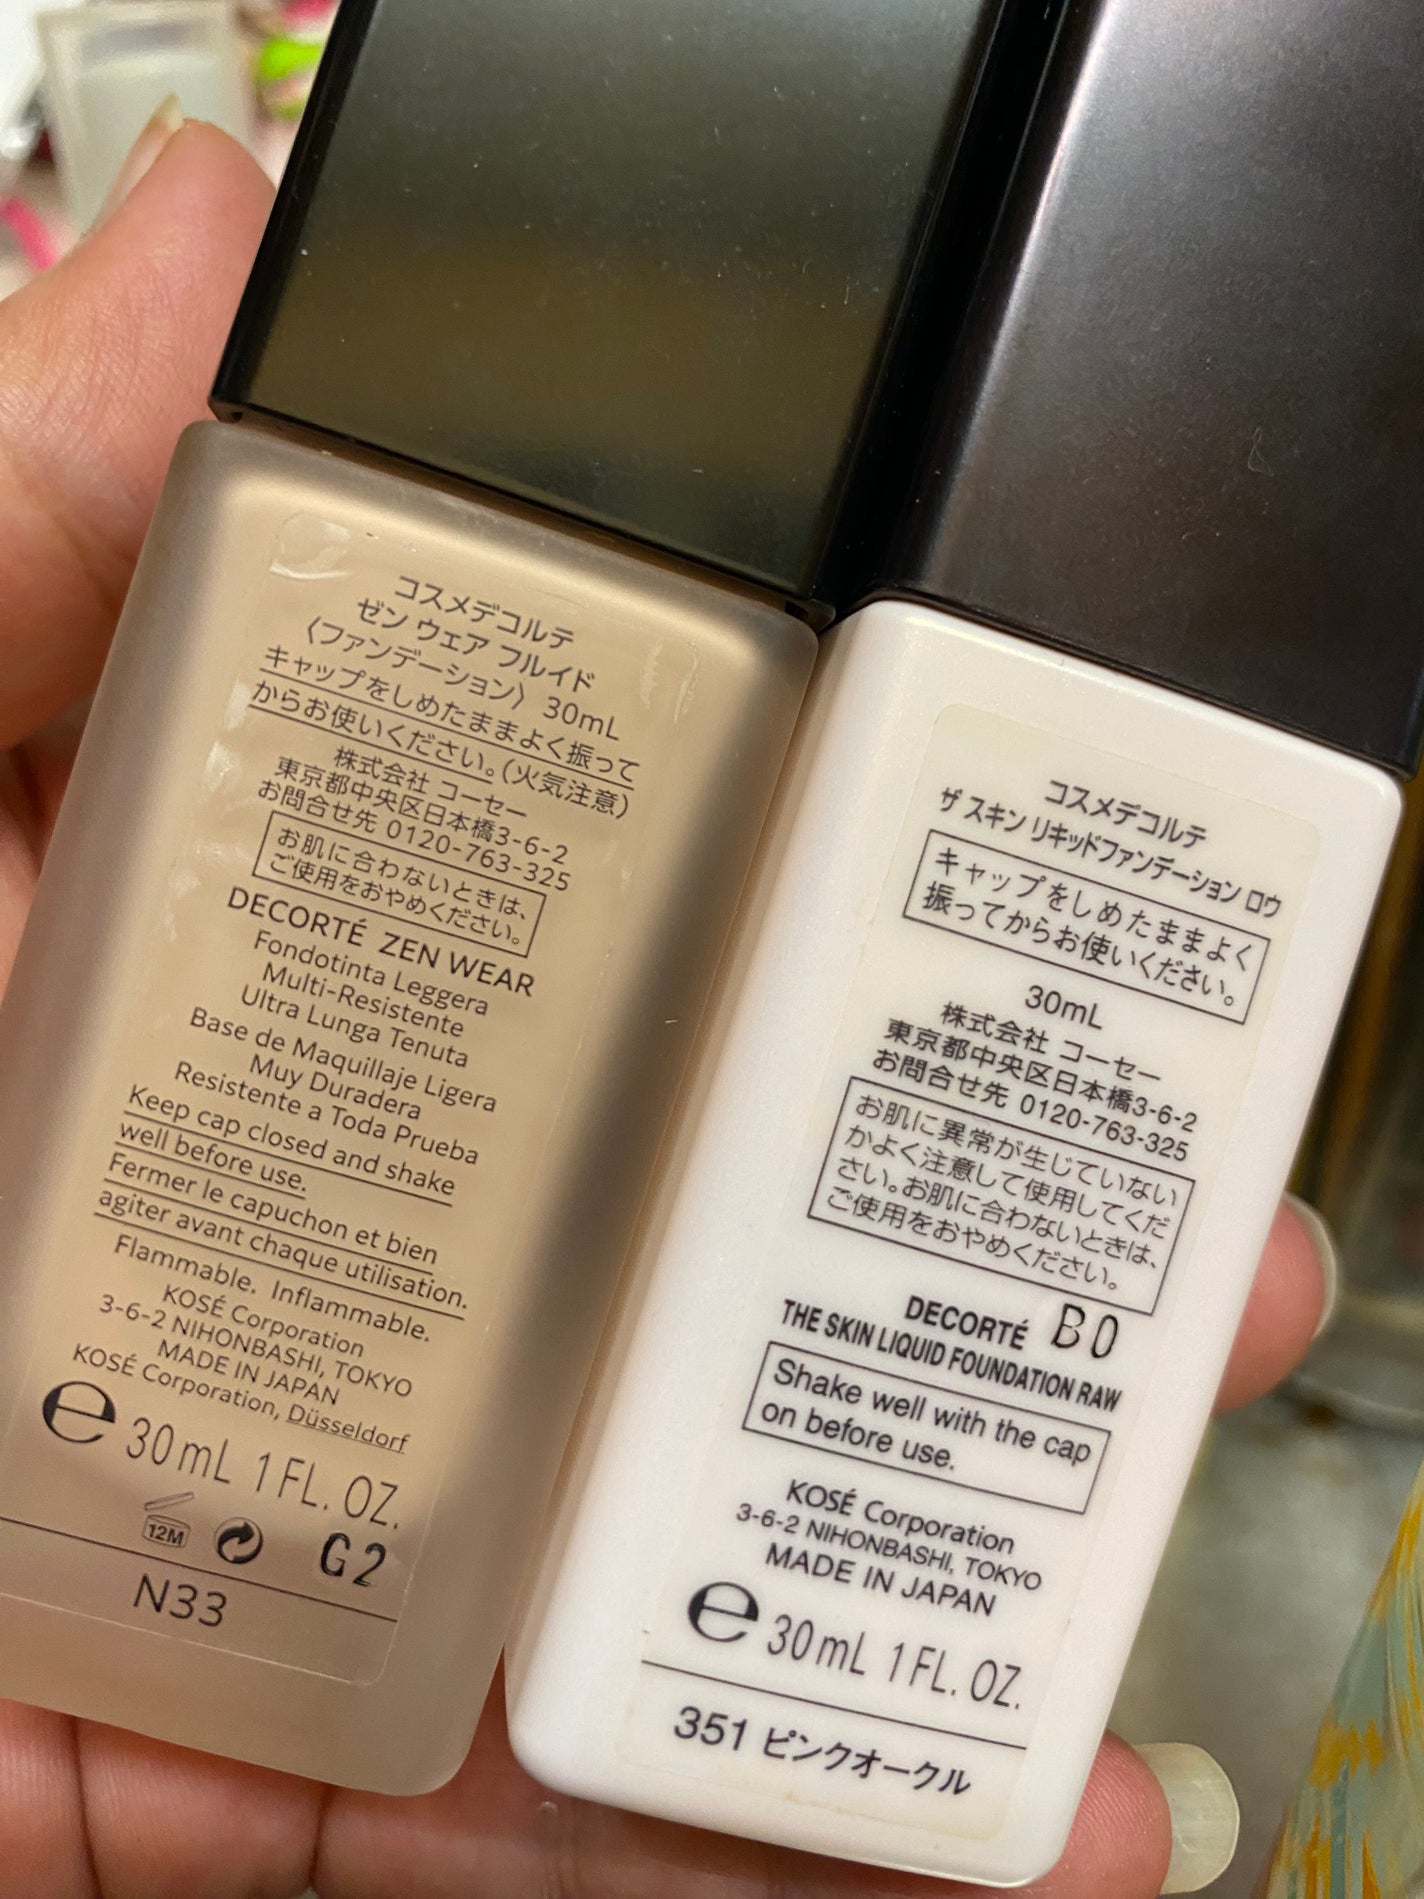 コスメデコルテ
ゼン ウェア フルイド
〈ファンデーション〉 30mL
キャップをしめたままよく振って
からお使いください。(火気注意)
株式会社 コーセー
東京都中央区日本橋3-6-2
お問合せ先 0120-763-325
お肌に合わないときは、
ご使用をおやめください。
DECORTÉ ZEN WEAR
Fondotinta Leggera
Multi-Resistente
Ultra Lunga Tenuta
Base de Maquillaje Ligera
Muy Duradera
Resistente a Toda Prueba
Keep cap closed and shake
well before use.
Fermer le capuchon et bien
agiter avant chaque utilisation.
Flammable. Inflammable.
KOSÉ Corporation
3-6-2 NIHONBASHI, TOKYO
MADE IN JAPAN
KOSÉ Corporation, Düsseldorf
℮ 30mL 1 FL. OZ.
12M G2
N33
コスメデコルテ
ザ スキン リキッドファンデーション ロウ
キャップをしめたままよく
振ってからお使いください。
30mL
株式会社 コーセー
東京都中央区日本橋3-6-2
お問合せ先 0120-763-325
お肌に異常が生じていない
かよく注意して使用してくだ
さい。お肌に合わないときは、
ご使用をおやめください。
DECORTÉ B0
THE SKIN LIQUID FOUNDATION RAW
Shake well with the cap
on before use.
KOSÉ Corporation
3-6-2 NIHONBASHI, TOKYO
MADE IN JAPAN
℮ 30mL 1 FL. OZ.
351 ピンクオークル